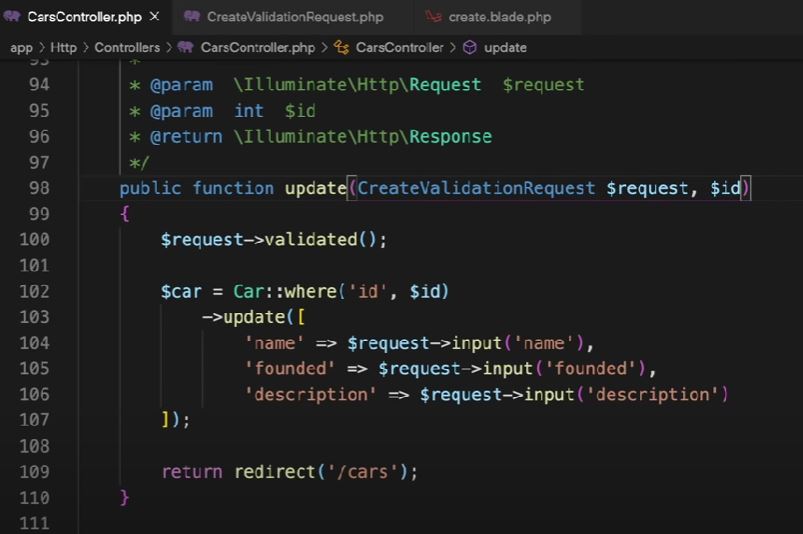 CarsController.php × CreateValidationRequest.php create.blade.php
app > Http > Controllers > CarsController.php > CarsController > update
93 *
94 * @param \Illuminate\Http\Request $request
95 * @param int $id
96 * @return \Illuminate\Http\Response
97 */
98 public function update(CreateValidationRequest $request, $id)
99 {
100 $request->validated();
101
102 $car = Car::where('id', $id)
103 ->update([
104 'name' => $request->input('name'),
105 'founded' => $request->input('founded'),
106 'description' => $request->input('description')
107 ]);
108
109 return redirect('/cars');
110 }
111